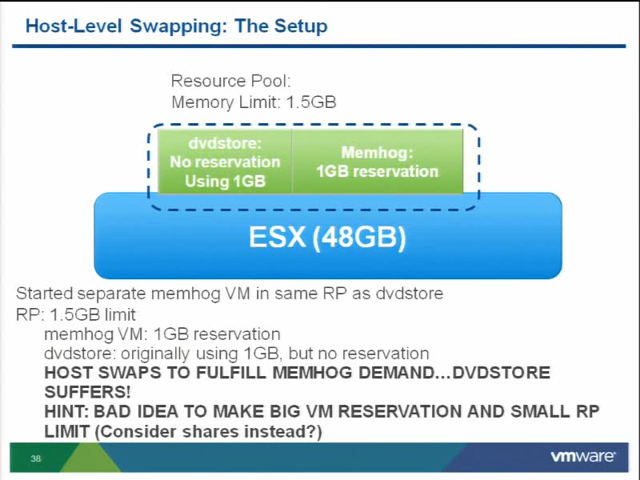 Host-Level Swapping: The Setup
Resource Pool:
Memory Limit: 1.5GB
dvdstore:
No reservation
Using 1GB
Memhog:
1GB reservation
ESX (48GB)
Started separate memhog VM in same RP as dvdstore
RP: 1.5GB limit
memhog VM: 1GB reservation
dvdstore: originally using 1GB, but no reservation
HOST SWAPS TO FULFILL MEMHOG DEMAND…DVDSTORE
SUFFERS!
HINT: BAD IDEA TO MAKE BIG VM RESERVATION AND SMALL RP
LIMIT (Consider shares instead?)
38
vmware